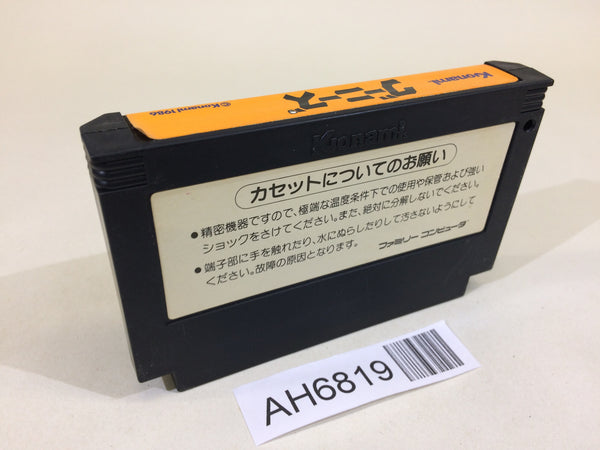 Konami
グーニーズ
©Konami 1986
Konami
カセットについてのお願い
●精密機器ですので、極端な温度条件下での使用や保管および強い
ショックをさけてください。また、絶対に分解しないでください。
●端子部に手を触れたり、水にぬらしたりして汚さないようにして
ください。故障の原因となります。
ファミリー コンピュータ
AH6819